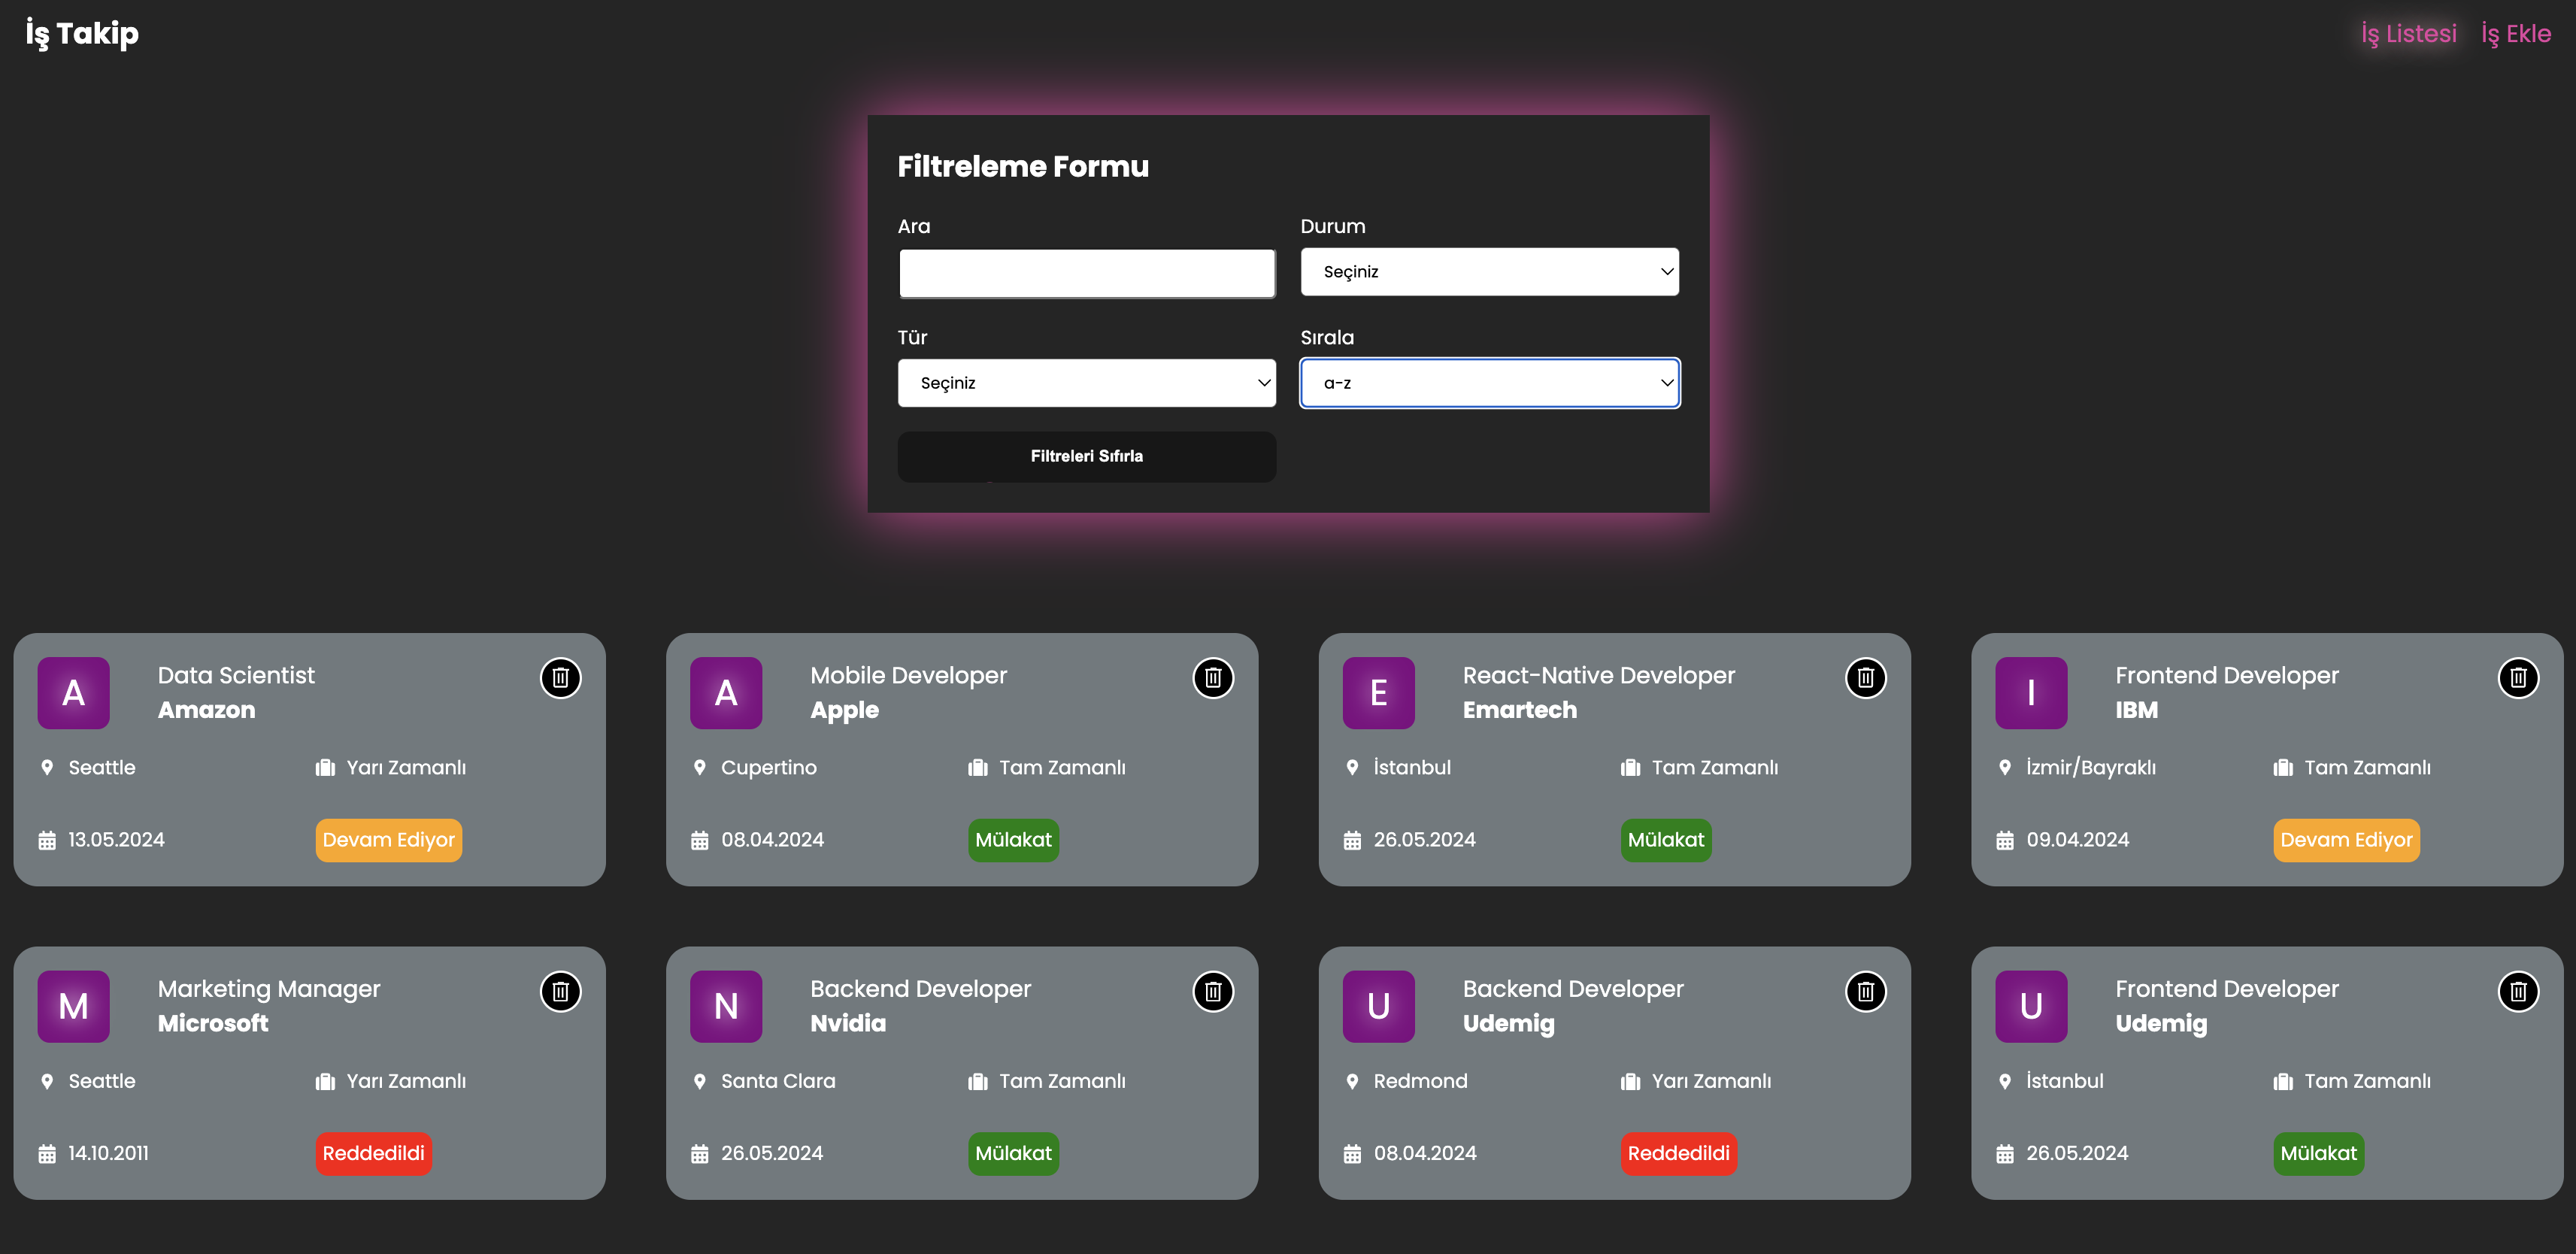 İş Takip
İş Listesi İş Ekle
Filtreleme Formu
Ara
Durum
Seçiniz
Tür
Sırala
Seçiniz
a-z
Filtreleri Sıfırla
A
Data Scientist
Amazon
Seattle
Yarı Zamanlı
13.05.2024
Devam Ediyor
A
Mobile Developer
Apple
Cupertino
Tam Zamanlı
08.04.2024
Mülakat
E
React-Native Developer
Emartech
İstanbul
Tam Zamanlı
26.05.2024
Mülakat
I
Frontend Developer
IBM
İzmir/Bayraklı
Tam Zamanlı
09.04.2024
Devam Ediyor
M
Marketing Manager
Microsoft
Seattle
Yarı Zamanlı
14.10.2011
Reddedildi
N
Backend Developer
Nvidia
Santa Clara
Tam Zamanlı
26.05.2024
Mülakat
U
Backend Developer
Udemig
Redmond
Yarı Zamanlı
08.04.2024
Reddedildi
U
Frontend Developer
Udemig
İstanbul
Tam Zamanlı
26.05.2024
Mülakat